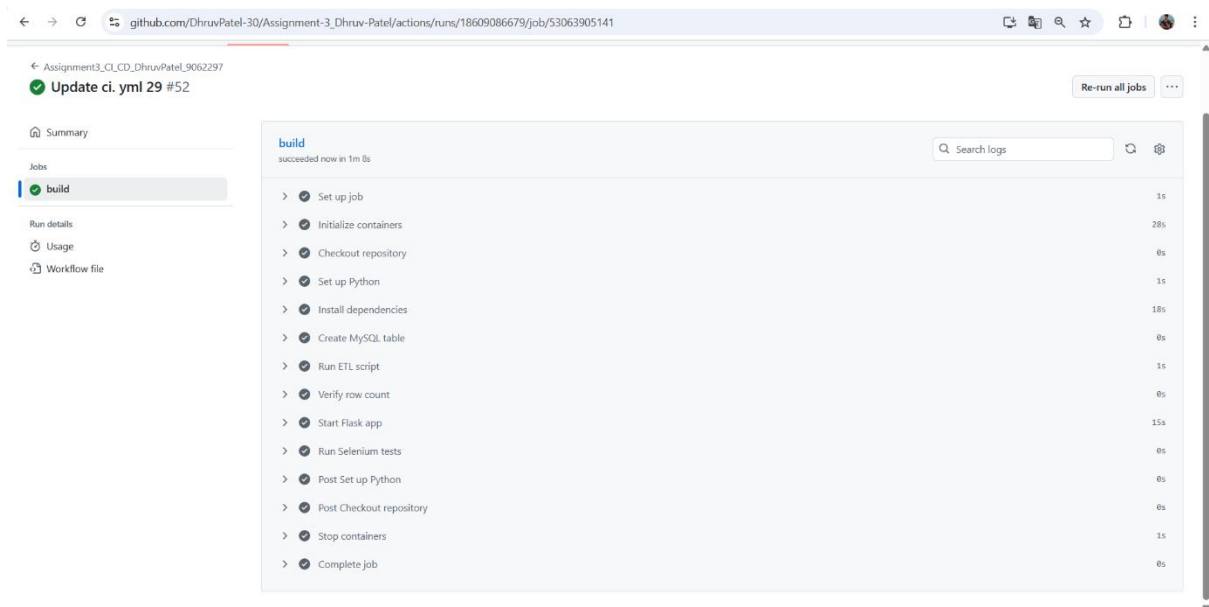 github.com/DhruvPatel-30/Assignment-3_Dhruv-Patel/actions/runs/18609086679/job/53063905141
Assignment3_CI_CD_DhruvPatel_9062297
Update ci. yml 29 #52
Re-run all jobs
Summary
Jobs
build
Run details
Usage
Workflow file
build
succeeded now in 1m 8s
Search logs
Set up job 1s
Initialize containers 28s
Checkout repository 0s
Set up Python 1s
Install dependencies 18s
Create MySQL table 0s
Run ETL script 1s
Verify row count 0s
Start Flask app 15s
Run Selenium tests 0s
Post Set up Python 0s
Post Checkout repository 0s
Stop containers 1s
Complete job 0s